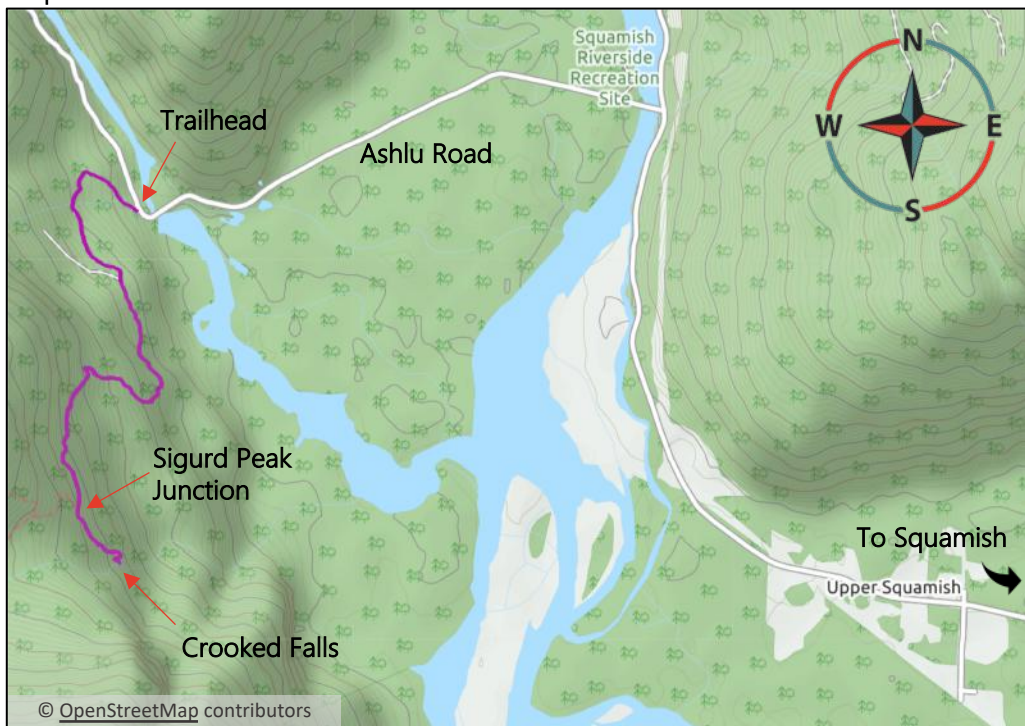 Squamish
Riverside
Recreation
Site
N
W
E
S
Trailhead
Ashlu Road
Sigurd Peak
Junction
To Squamish
Upper Squamish
Crooked Falls
© OpenStreetMap contributors